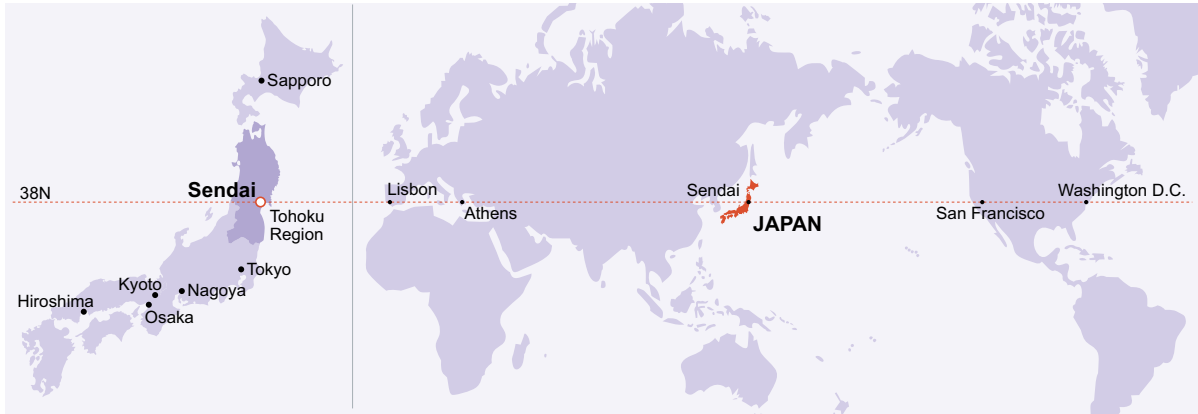 Sapporo
Sendai
38N
Tohoku
Region
Tokyo
Kyoto
Nagoya
Hiroshima
Osaka
Lisbon
Athens
Sendai
JAPAN
San Francisco
Washington D.C.